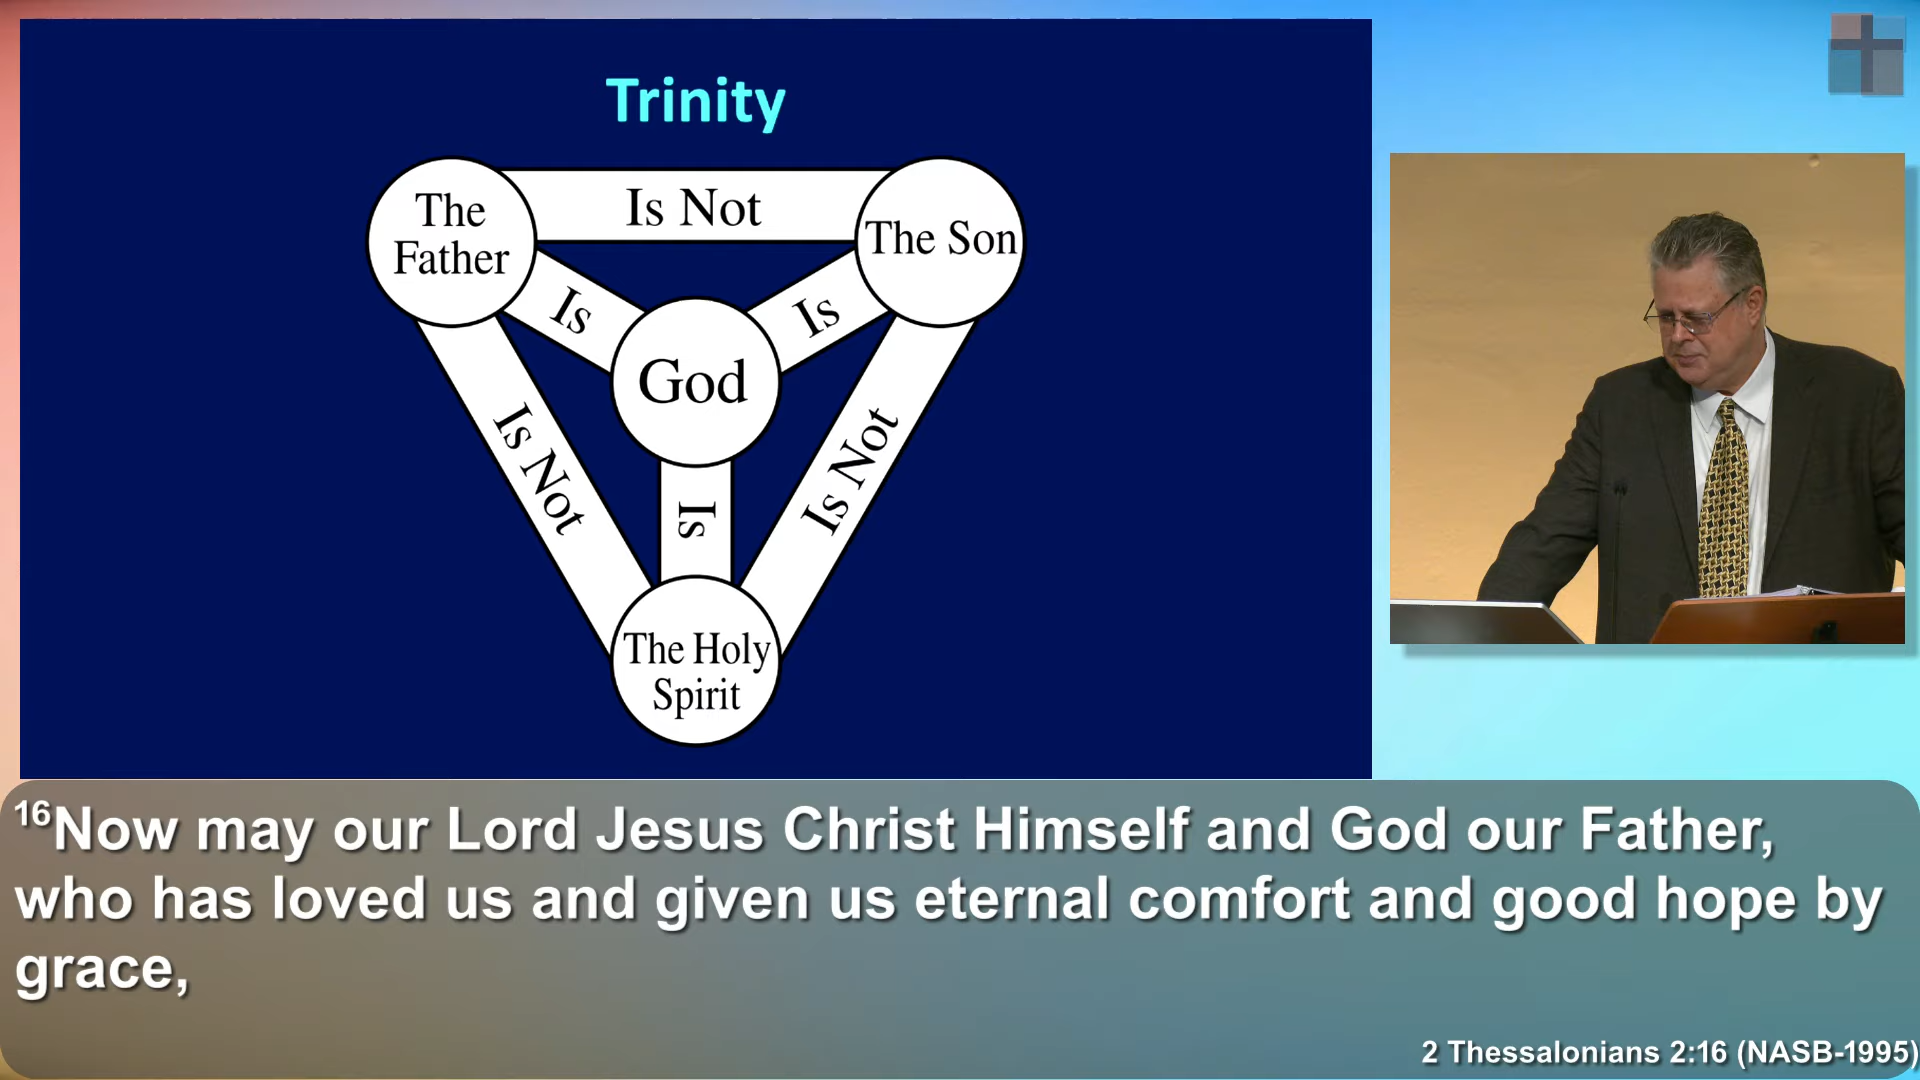 Trinity
The
Father
Is Not
The Son
Is
Is
God
Is Not
Is Not
Is
The Holy
Spirit
16Now may our Lord Jesus Christ Himself and God our Father,
who has loved us and given us eternal comfort and good hope by
grace,
2 Thessalonians 2:16 (NASB-1995)